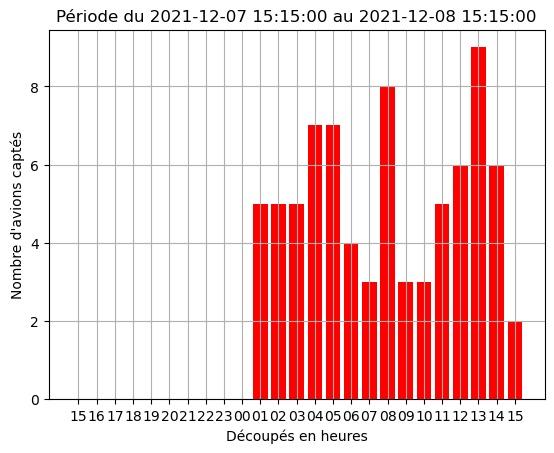 Période du 2021-12-07 15:15:00 au 2021-12-08 15:15:00
Nombre d'avions captés
8
6
4
2
0
15 16 17 18 19 20 21 22 23 00 01 02 03 04 05 06 07 08 09 10 11 12 13 14 15
Découpés en heures